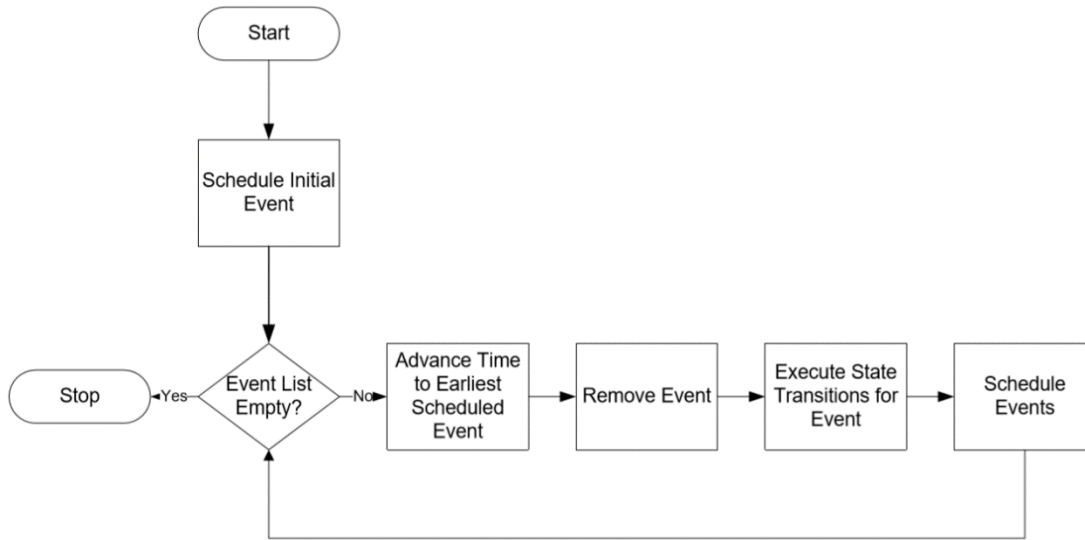 Start
Schedule Initial
Event
Stop
Yes
Event List
Empty?
No
Advance Time
to Earliest
Scheduled
Event
Remove Event
Execute State
Transitions for
Event
Schedule
Events